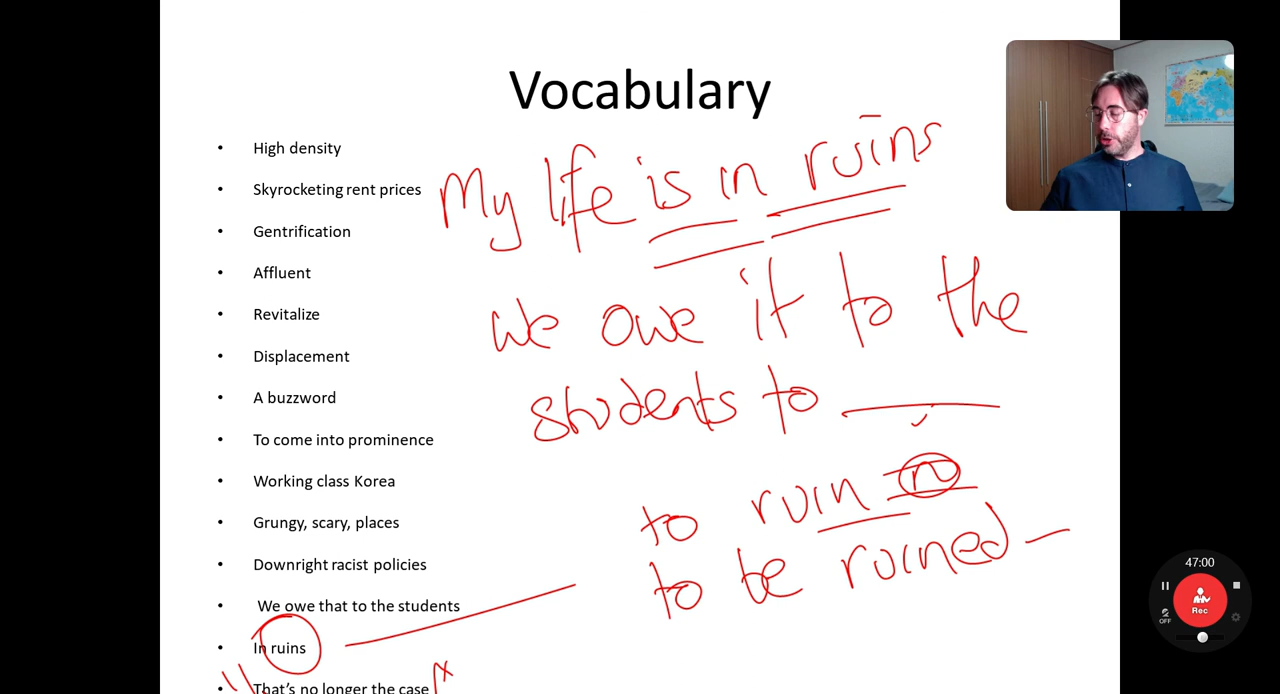 Vocabulary
• High density
• Skyrocketing rent prices
• Gentrification
• Affluent
• Revitalize
• Displacement
• A buzzword
• To come into prominence
• Working class Korea
• Grungy, scary, places
• Downright racist policies
• We owe that to the students
• In ruins
• That's no longer the case
My life is in ruins
we owe it to the
students to
to ruin n
to be ruined
47:00
Rec
OFF